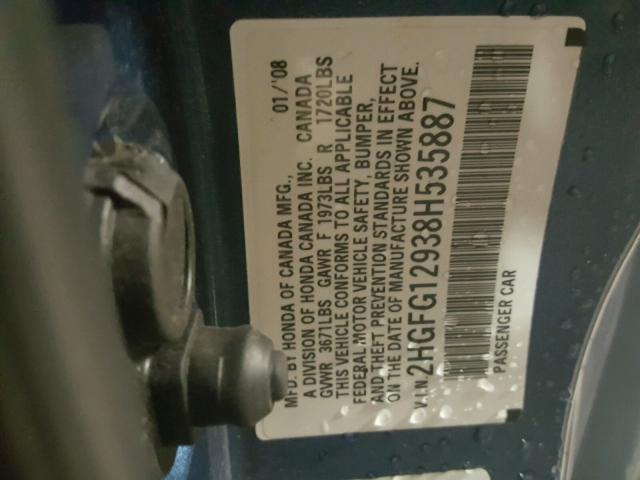 MFD. BY HONDA OF CANADA MFG., 01/'08
A DIVISION OF HONDA CANADA INC. CANADA
GVWR 3671LBS GAWR F 1973LBS R 1720LBS
THIS VEHICLE CONFORMS TO ALL APPLICABLE
FEDERAL MOTOR VEHICLE SAFETY, BUMPER,
AND THEFT PREVENTION STANDARDS IN EFFECT
ON THE DATE OF MANUFACTURE SHOWN ABOVE.
V.I.N. 2HGFG12938H535887
PASSENGER CAR